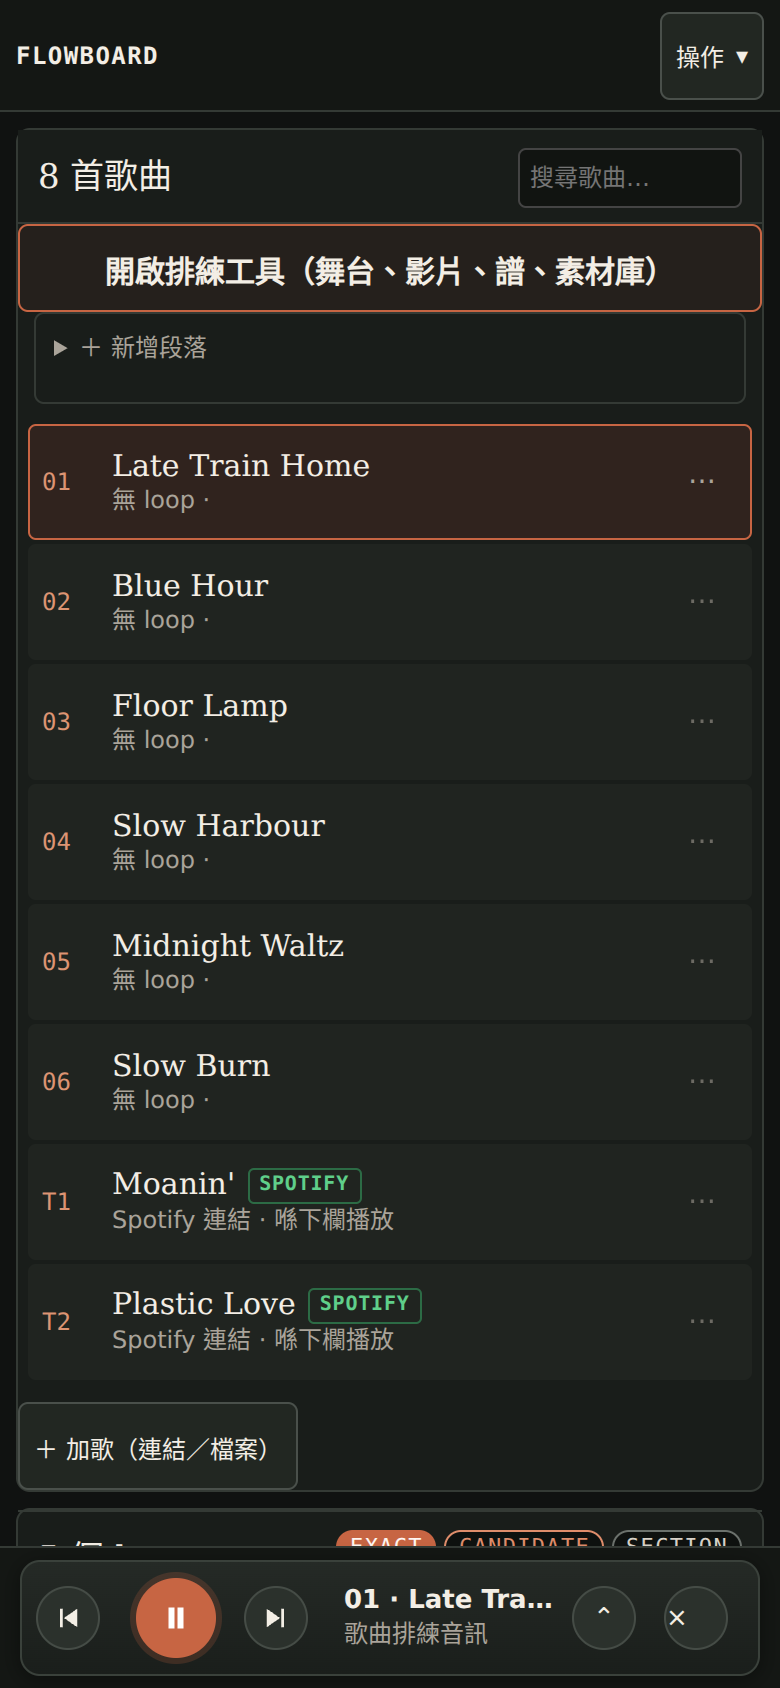 FLOWBOARD
操作 ▼
8 首歌曲
搜尋歌曲…
開啟排練工具（舞台、影片、譜、素材庫）
▶ ＋ 新增段落
01
Late Train Home
無 loop ·
…
02
Blue Hour
無 loop ·
…
03
Floor Lamp
無 loop ·
…
04
Slow Harbour
無 loop ·
…
05
Midnight Waltz
無 loop ·
…
06
Slow Burn
無 loop ·
…
T1
Moanin' SPOTIFY
Spotify 連結 · 喺下欄播放
…
T2
Plastic Love SPOTIFY
Spotify 連結 · 喺下欄播放
…
＋ 加歌（連結／檔案）
EXACT CANDIDATE SECTION
01 · Late Tra…
歌曲排練音訊